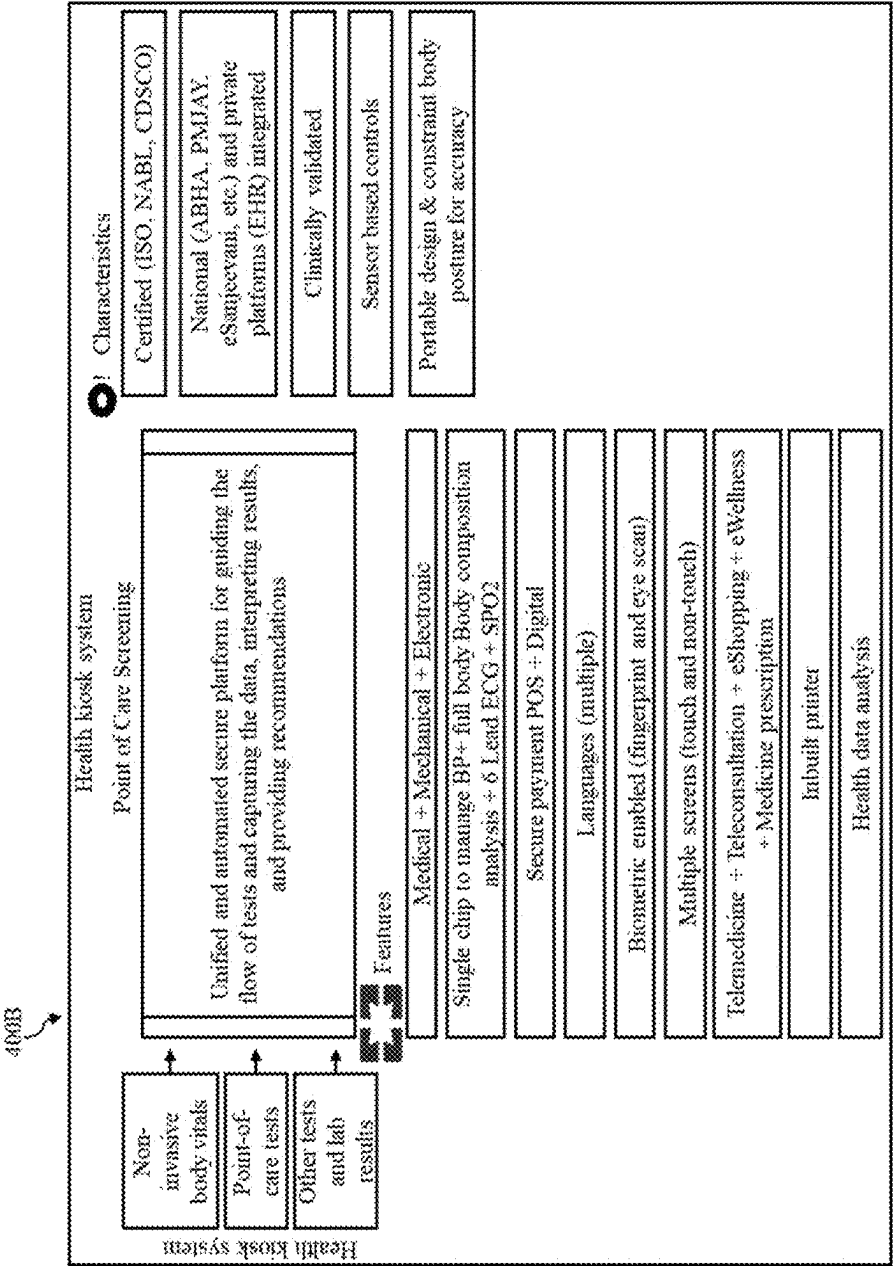 400B
Health kiosk system
Point of Care Screening
Health kiosk system
Non-
invasive
body vitals
Point-of-
care tests
Other tests
and lab
results
Unified and automated secure platform for guiding the
flow of tests and capturing the data, interpreting results,
and providing recommendations
Features
Medical + Mechanical + Electronic
Single chip to manage BP+ full body Body composition
analysis + 6 Lead ECG + SPO2
Secure payment POS + Digital
Languages (multiple)
Biometric enabled (fingerprint and eye scan)
Multiple screens (touch and non-touch)
Telemedicine + Teleconsultation + eShopping + eWellness
+ Medicine prescription
Inbuilt printer
Health data analysis
! Characteristics
Certified (ISO, NABL, CDSCO)
National (ABHA, PMJAY,
eSanjeevani, etc.) and private
platforms (EHR) integrated
Clinically validated
Sensor based controls
Portable design & constraint body
posture for accuracy